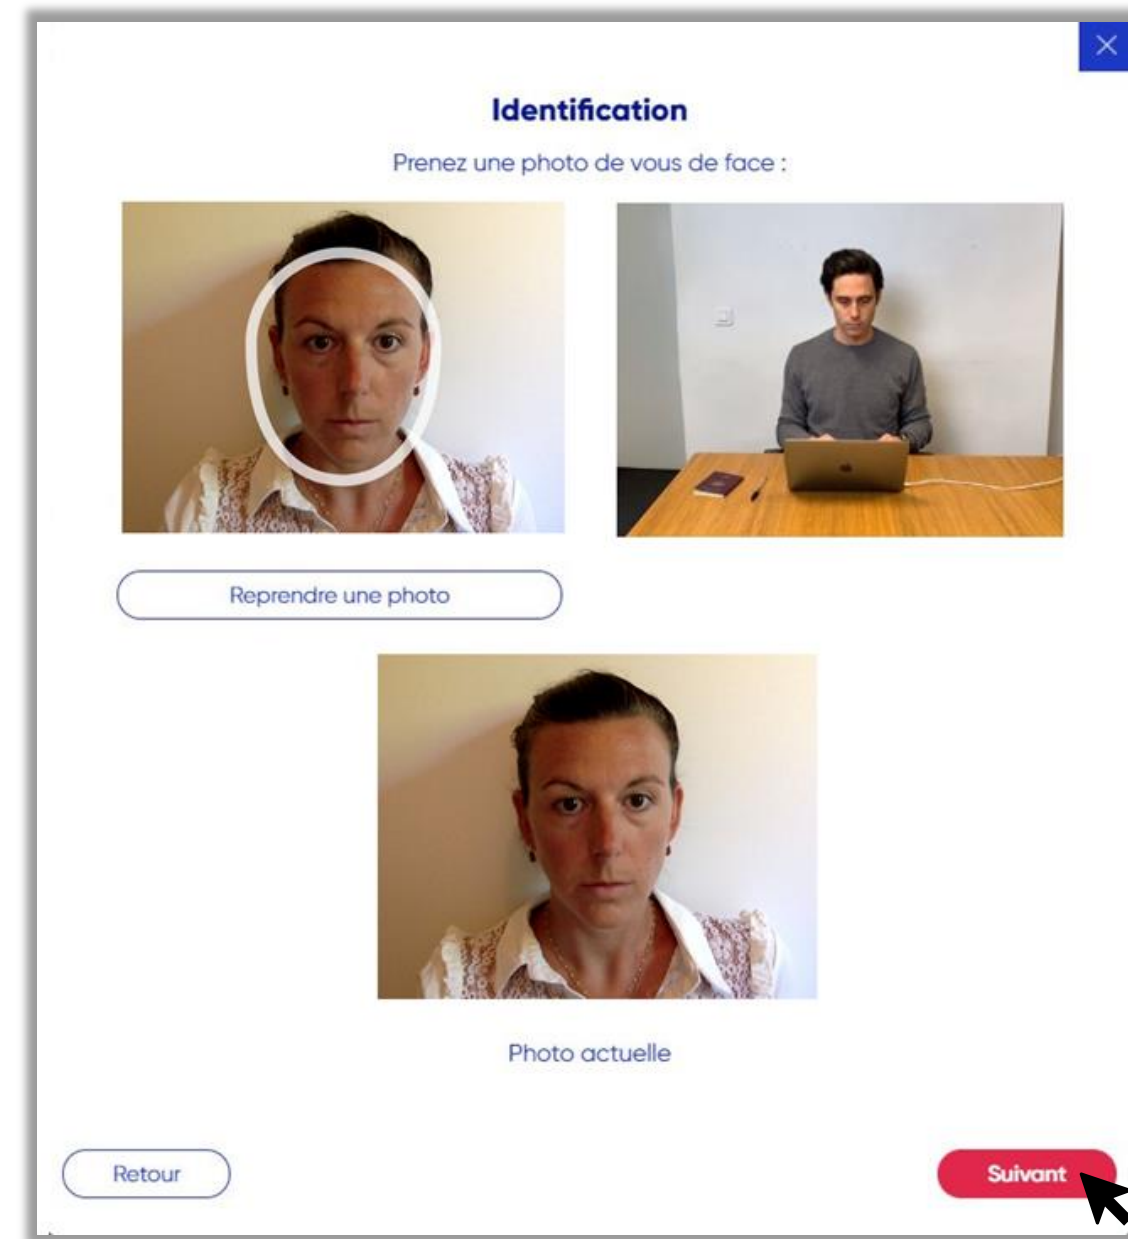 Identification
Prenez une photo de vous de face :
Reprendre une photo
Photo actuelle
Retour
Suivant